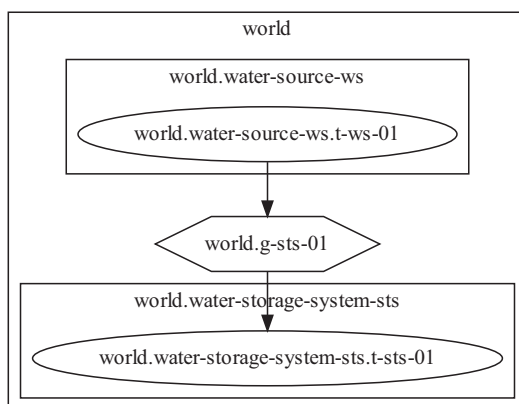 world
world.water-source-ws
world.water-source-ws.t-ws-01
world.g-sts-01
world.water-storage-system-sts
world.water-storage-system-sts.t-sts-01